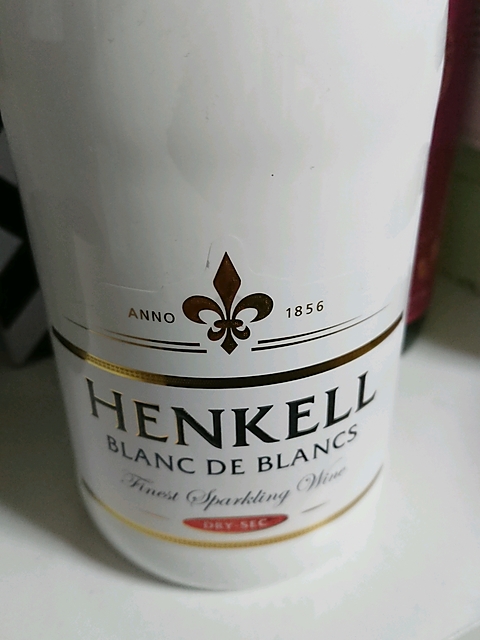 ANNO 1856
HENKELL
BLANC DE BLANCS
Finest Sparkling Wine
DRY-SEC